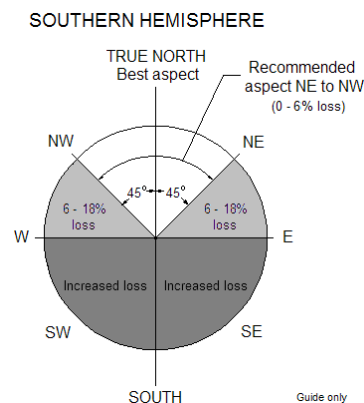 SOUTHERN HEMISPHERE
TRUE NORTH
Best aspect
Recommended
aspect NE to NW
(0 - 6% loss)
NW
NE
45°
45°
6 - 18%
loss
6 - 18%
loss
W
E
Increased loss
Increased loss
SW
SE
SOUTH
Guide only